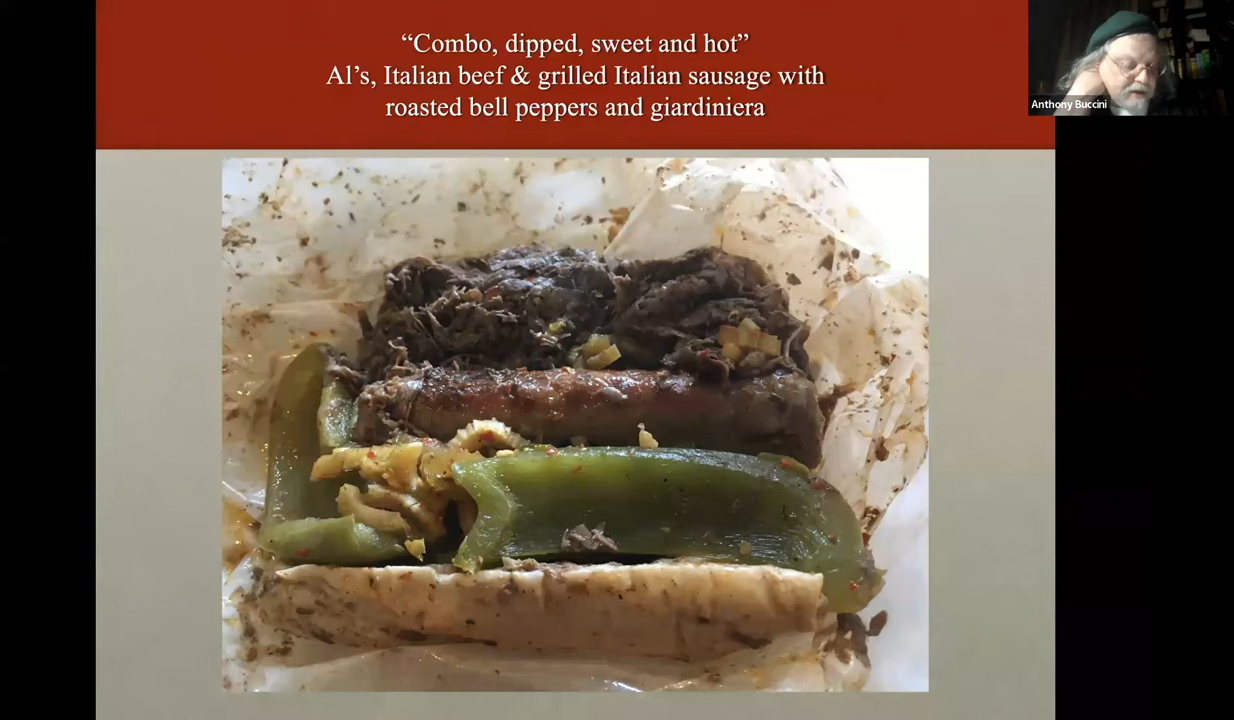 “Combo, dipped, sweet and hot”
Al’s, Italian beef & grilled Italian sausage with
roasted bell peppers and giardiniera
Anthony Buccini